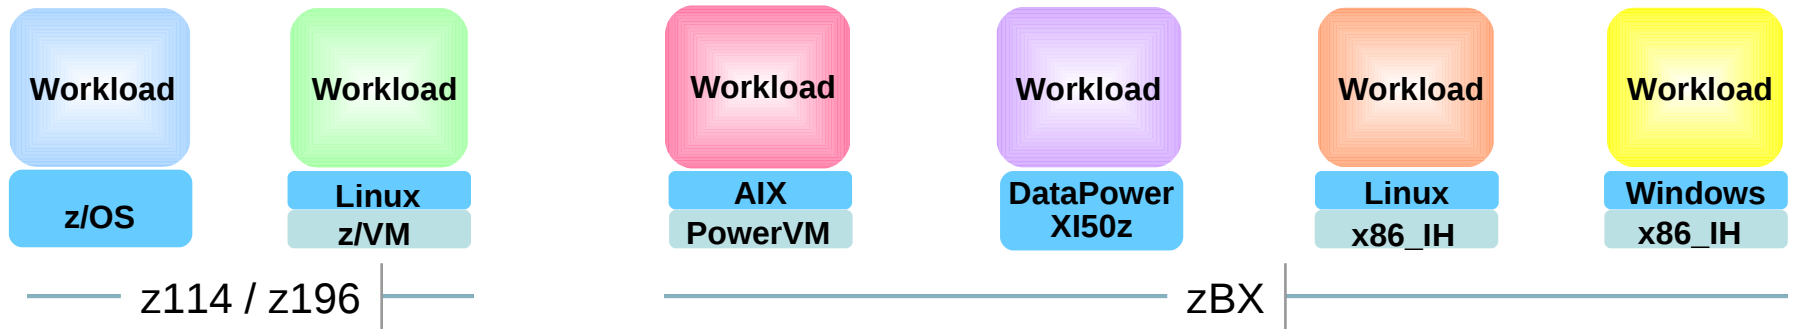 Workload
Workload
Workload
Workload
Workload
Workload
z/OS
Linux
z/VM
AIX
PowerVM
DataPower
XI50z
Linux
x86_IH
Windows
x86_IH
z114 / z196
zBX